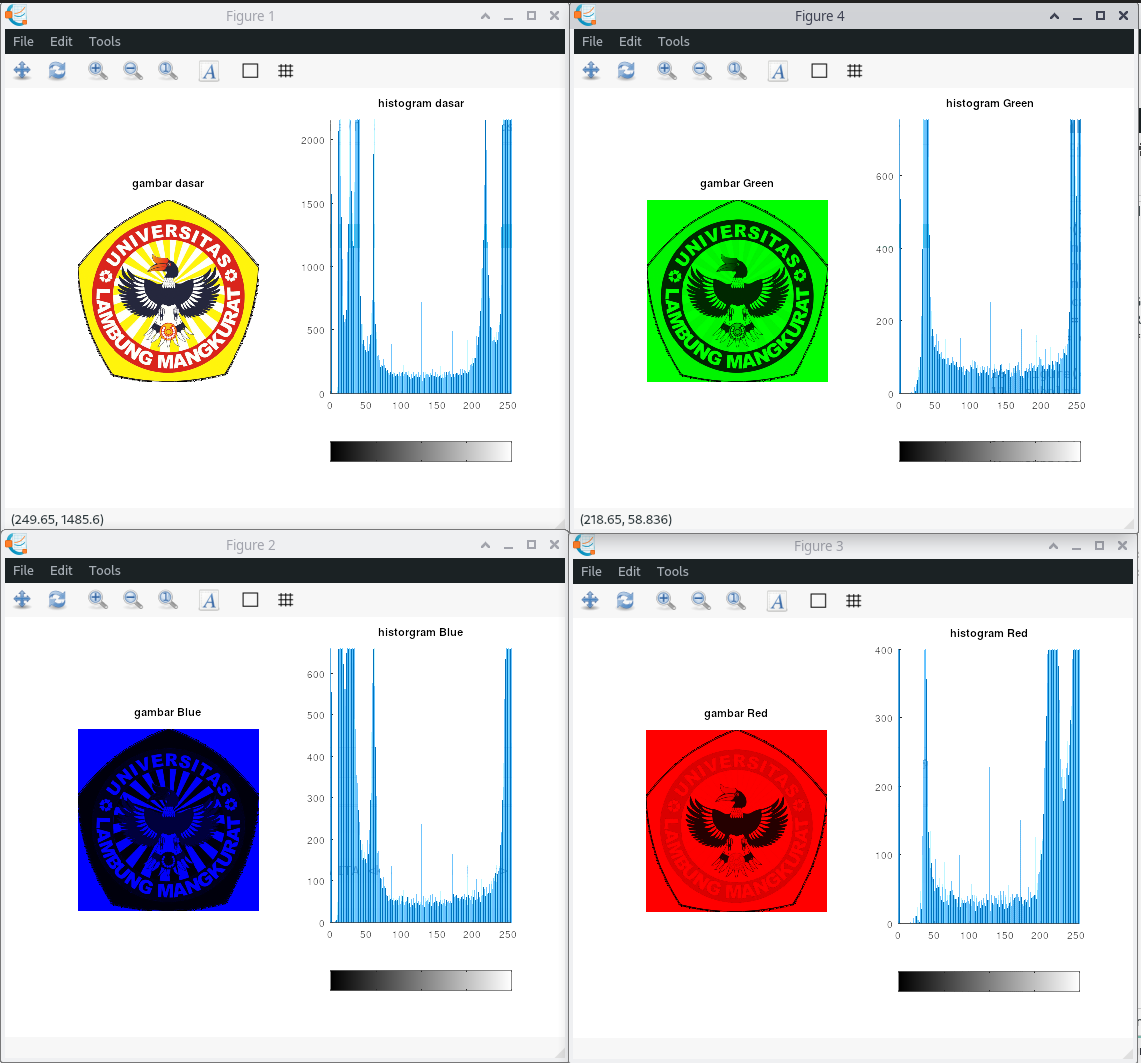 Figure 1
File Edit Tools
A
histogram dasar
gambar dasar
UNIVERSITAS
LAMBUNG MANGKURAT
2000
1500
1000
500
0
0 50 100 150 200 250
(249.65, 1485.6)
Figure 4
File Edit Tools
A
histogram Green
gambar Green
UNIVERSITAS
LAMBUNG MANGKURAT
600
400
200
0
0 50 100 150 200 250
(218.65, 58.836)
Figure 2
File Edit Tools
A
historgram Blue
gambar Blue
UNIVERSITAS
LAMBUNG MANGKURAT
600
500
400
300
200
100
0
0 50 100 150 200 250
Figure 3
File Edit Tools
A
histogram Red
gambar Red
UNIVERSITAS
LAMBUNG MANGKURAT
400
300
200
100
0
0 50 100 150 200 250